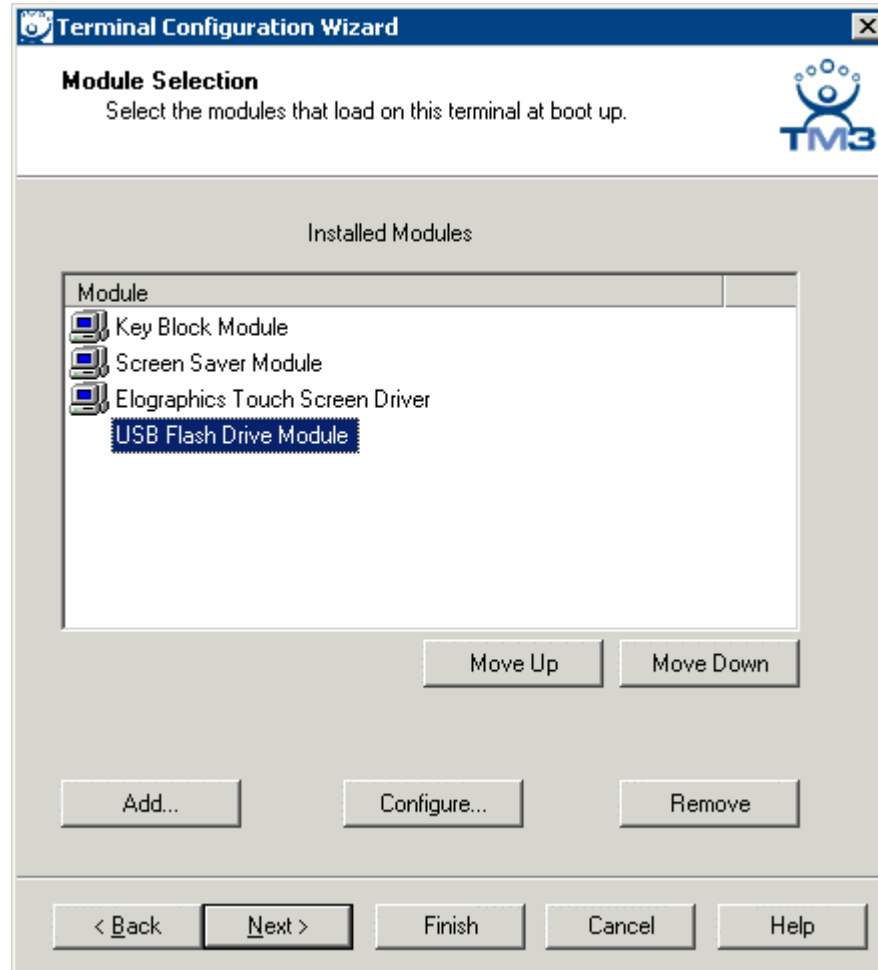 Terminal Configuration Wizard
Module Selection
Select the modules that load on this terminal at boot up.
TM3
Installed Modules
Module
Key Block Module
Screen Saver Module
Elographics Touch Screen Driver
USB Flash Drive Module
Move Up Move Down
Add... Configure... Remove
< Back Next > Finish Cancel Help